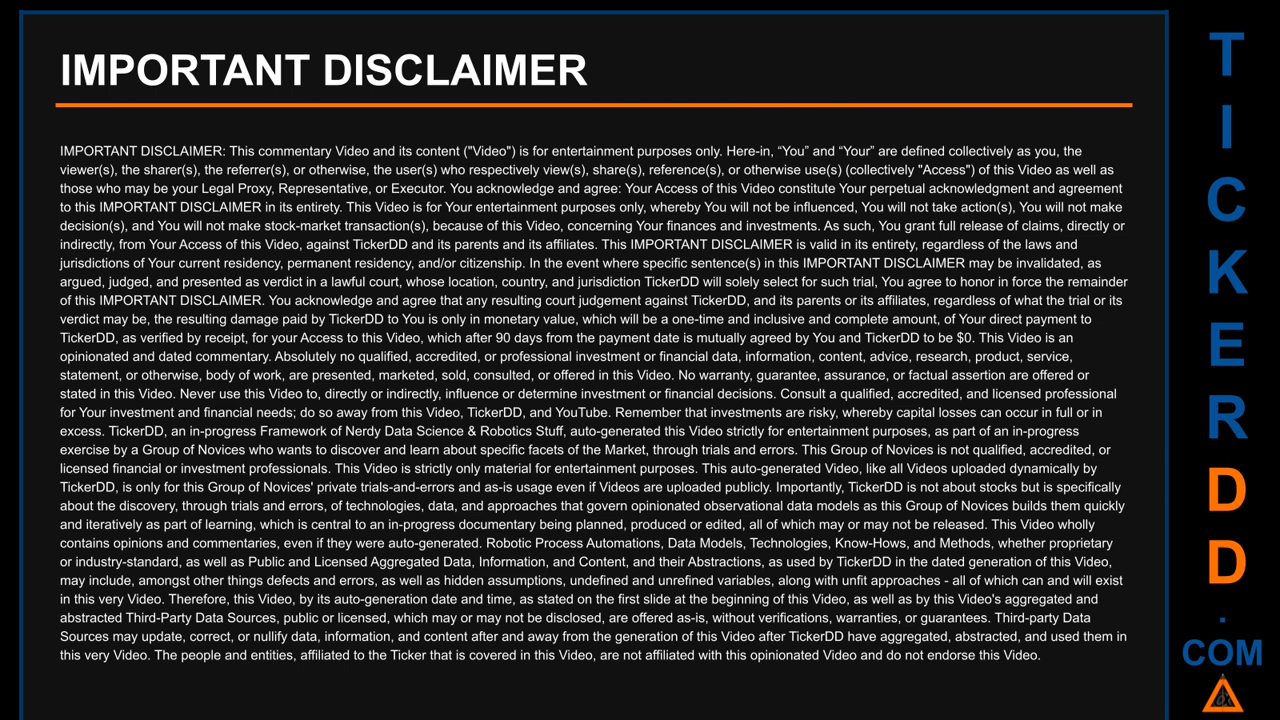 IMPORTANT DISCLAIMER
IMPORTANT DISCLAIMER: This commentary Video and its content ("Video") is for entertainment purposes only. Here-in, “You” and “Your” are defined collectively as you, the
viewer(s), the sharer(s), the referrer(s), or otherwise, the user(s) who respectively view(s), share(s), reference(s), or otherwise use(s) (collectively "Access") of this Video as well as
those who may be your Legal Proxy, Representative, or Executor. You acknowledge and agree: Your Access of this Video constitute Your perpetual acknowledgment and agreement
to this IMPORTANT DISCLAIMER in its entirety. This Video is for Your entertainment purposes only, whereby You will not be influenced, You will not take action(s), You will not make
decision(s), and You will not make stock-market transaction(s), because of this Video, concerning Your finances and investments. As such, You grant full release of claims, directly or
indirectly, from Your Access of this Video, against TickerDD and its parents and its affiliates. This IMPORTANT DISCLAIMER is valid in its entirety, regardless of the laws and
jurisdictions of Your current residency, permanent residency, and/or citizenship. In the event where specific sentence(s) in this IMPORTANT DISCLAIMER may be invalidated, as
argued, judged, and presented as verdict in a lawful court, whose location, country, and jurisdiction TickerDD will solely select for such trial, You agree to honor in force the remainder
of this IMPORTANT DISCLAIMER. You acknowledge and agree that any resulting court judgement against TickerDD, and its parents or its affiliates, regardless of what the trial or its
verdict may be, the resulting damage paid by TickerDD to You is only in monetary value, which will be a one-time and inclusive and complete amount, of Your direct payment to
TickerDD, as verified by receipt, for your Access to this Video, which after 90 days from the payment date is mutually agreed by You and TickerDD to be $0. This Video is an
opinionated and dated commentary. Absolutely no qualified, accredited, or professional investment or financial data, information, content, advice, research, product, service,
statement, or otherwise, body of work, are presented, marketed, sold, consulted, or offered in this Video. No warranty, guarantee, assurance, or factual assertion are offered or
stated in this Video. Never use this Video to, directly or indirectly, influence or determine investment or financial decisions. Consult a qualified, accredited, and licensed professional
for Your investment and financial needs; do so away from this Video, TickerDD, and YouTube. Remember that investments are risky, whereby capital losses can occur in full or in
excess. TickerDD, an in-progress Framework of Nerdy Data Science & Robotics Stuff, auto-generated this Video strictly for entertainment purposes, as part of an in-progress
exercise by a Group of Novices who wants to discover and learn about specific facets of the Market, through trials and errors. This Group of Novices is not qualified, accredited, or
licensed financial or investment professionals. This Video is strictly only material for entertainment purposes. This auto-generated Video, like all Videos uploaded dynamically by
TickerDD, is only for this Group of Novices' private trials-and-errors and as-is usage even if Videos are uploaded publicly. Importantly, TickerDD is not about stocks but is specifically
about the discovery, through trials and errors, of technologies, data, and approaches that govern opinionated observational data models as this Group of Novices builds them quickly
and iteratively as part of learning, which is central to an in-progress documentary being planned, produced or edited, all of which may or may not be released. This Video wholly
contains opinions and commentaries, even if they were auto-generated. Robotic Process Automations, Data Models, Technologies, Know-Hows, and Methods, whether proprietary
or industry-standard, as well as Public and Licensed Aggregated Data, Information, and Content, and their Abstractions, as used by TickerDD in the dated generation of this Video,
may include, amongst other things defects and errors, as well as hidden assumptions, undefined and unrefined variables, along with unfit approaches - all of which can and will exist
in this very Video. Therefore, this Video, by its auto-generation date and time, as stated on the first slide at the beginning of this Video, as well as by this Video's aggregated and
abstracted Third-Party Data Sources, public or licensed, which may or may not be disclosed, are offered as-is, without verifications, warranties, or guarantees. Third-party Data
Sources may update, correct, or nullify data, information, and content after and away from the generation of this Video after TickerDD have aggregated, abstracted, and used them in
this very Video. The people and entities, affiliated to the Ticker that is covered in this Video, are not affiliated with this opinionated Video and do not endorse this Video.
T
I
C
K
E
R
D
D
.
COM